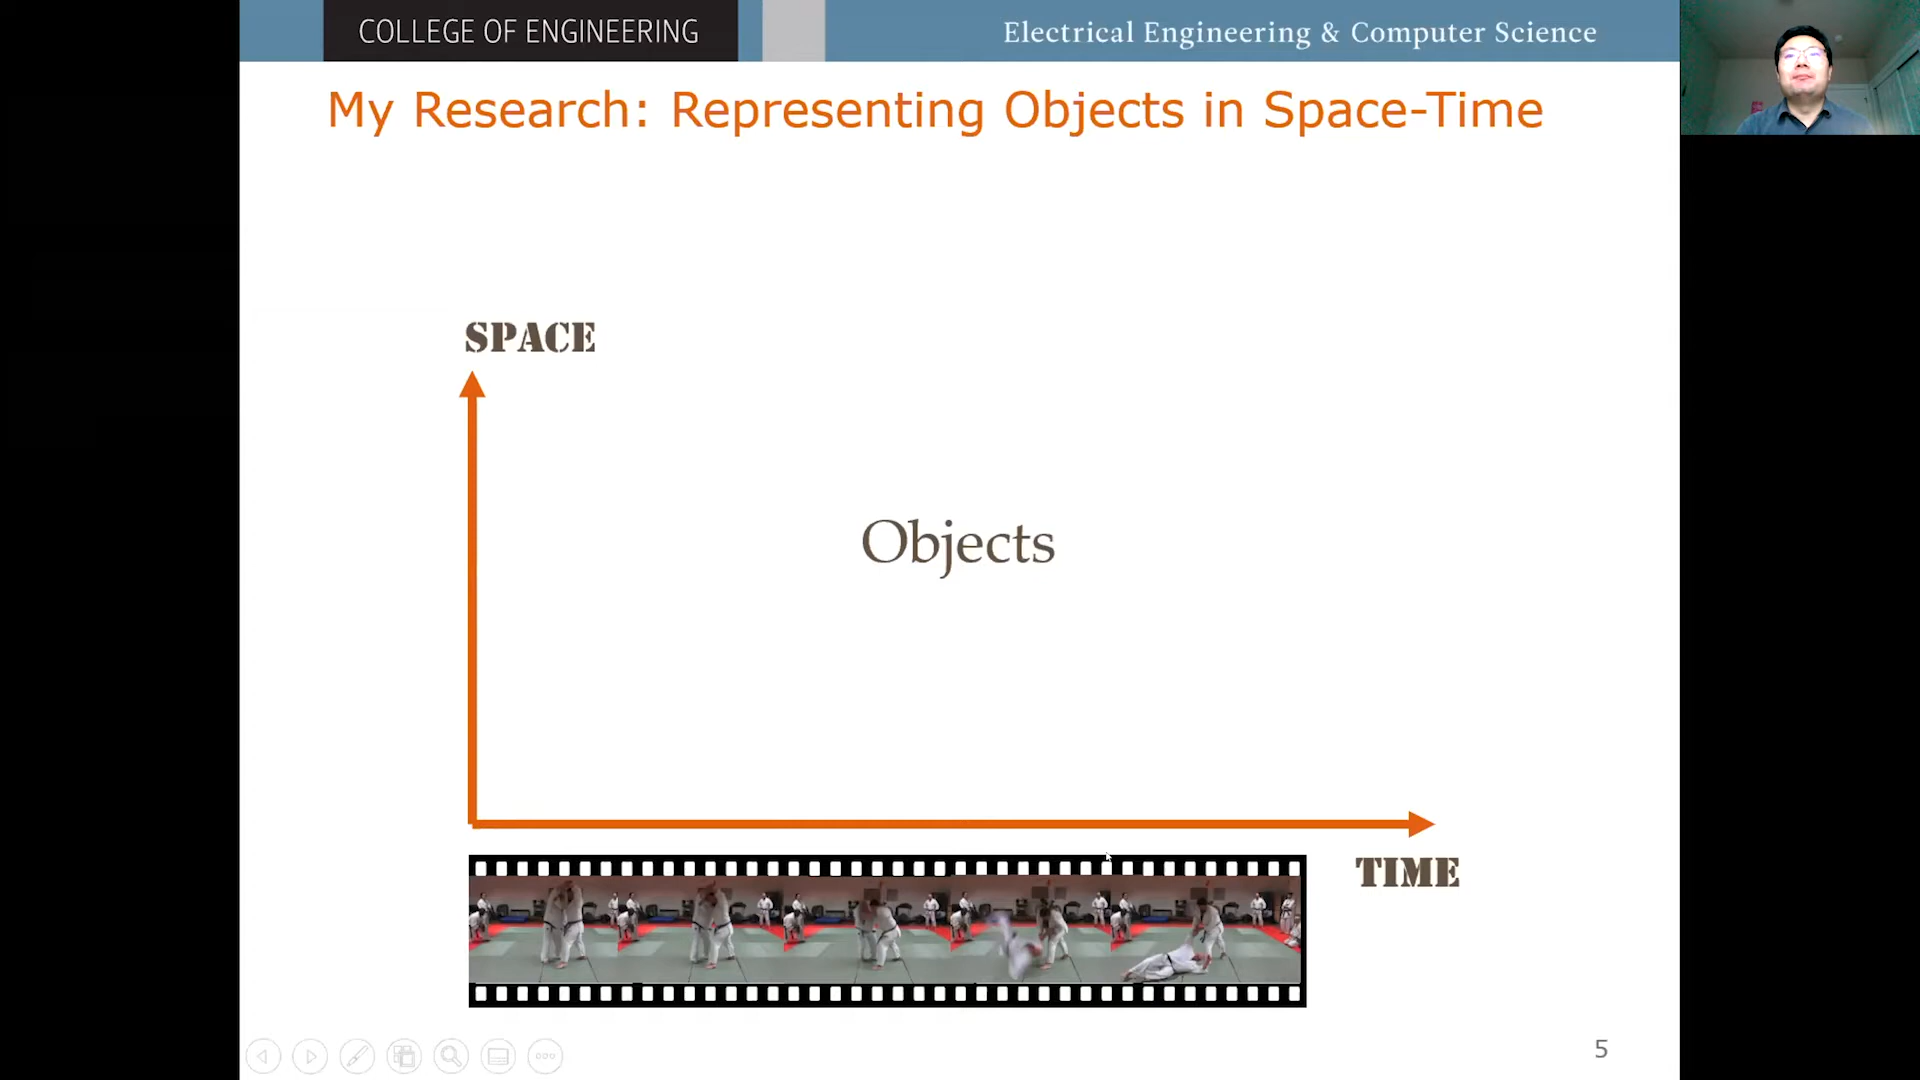 COLLEGE OF ENGINEERING
Electrical Engineering & Computer Science
My Research: Representing Objects in Space-Time
SPACE
Objects
TIME
5